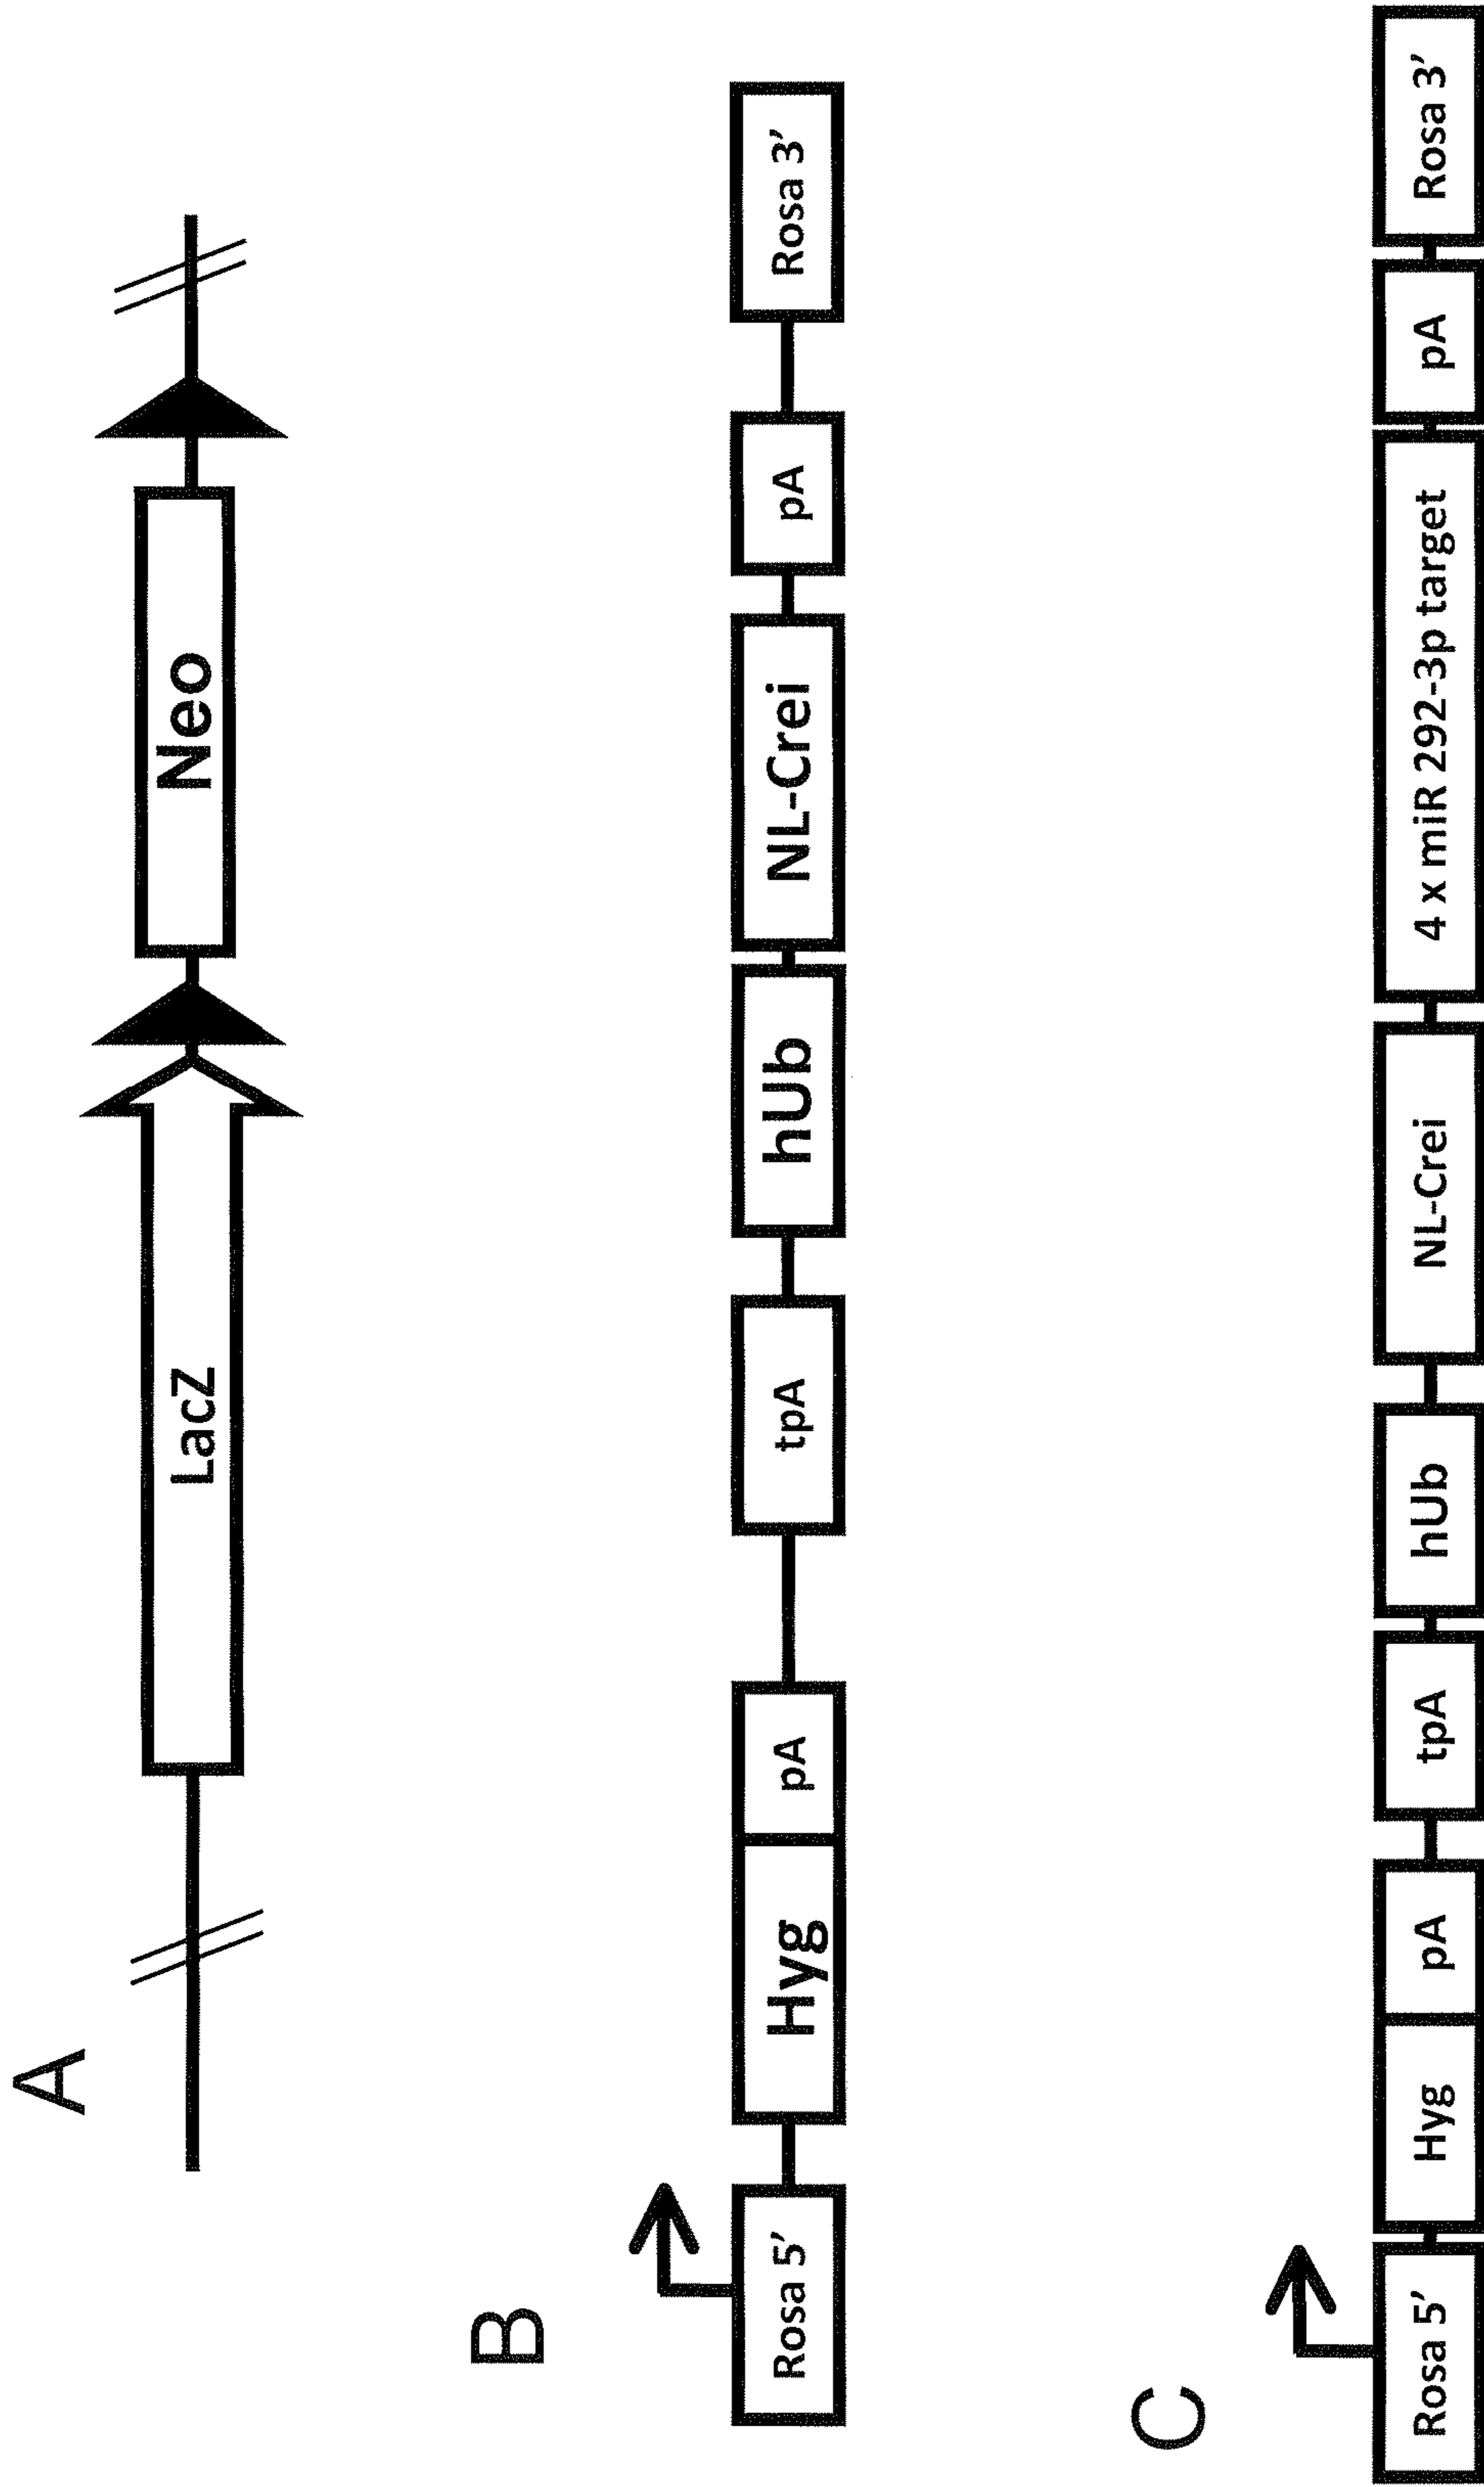 A
LacZ
Neo
B
Rosa 5’
Hyg
pA
tpA
hUb
NL-Crei
pA
Rosa 3’
C
Rosa 5’
Hyg
pA
tpA
hUb
NL-Crei
4 x miR 292-3p target
pA
Rosa 3’